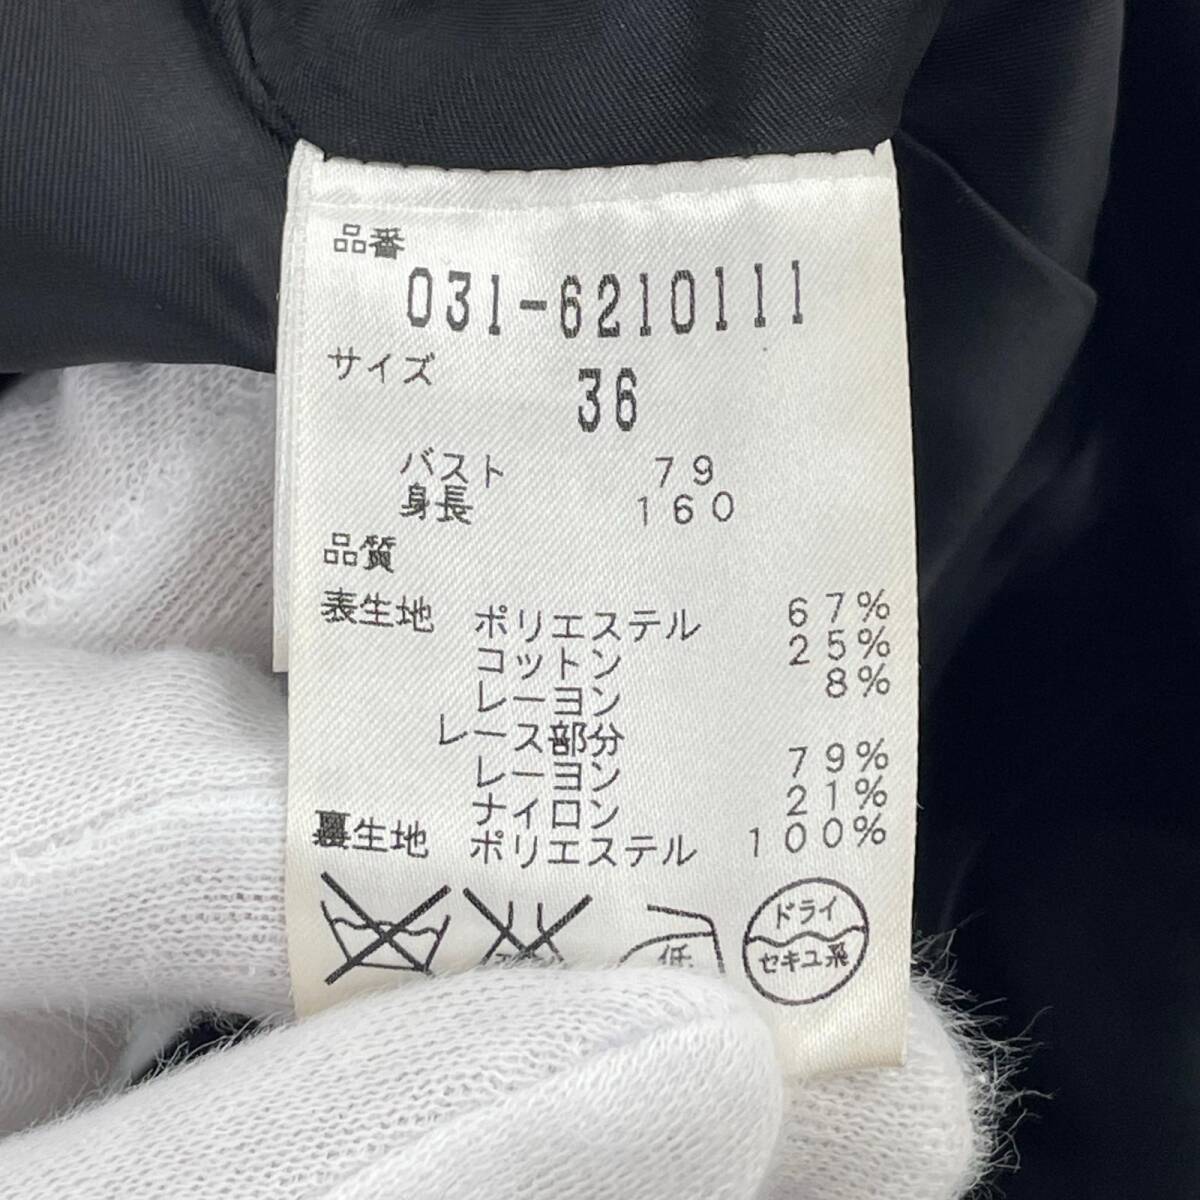 品番
031-6210111
サイズ
36
バスト 79
身長 160
品質
表生地 ポリエステル 67%
コットン 25%
レーヨン 8%
レース部分
レーヨン 79%
ナイロン 21%
裏生地 ポリエステル 100%
低
ドライ
セキユ系